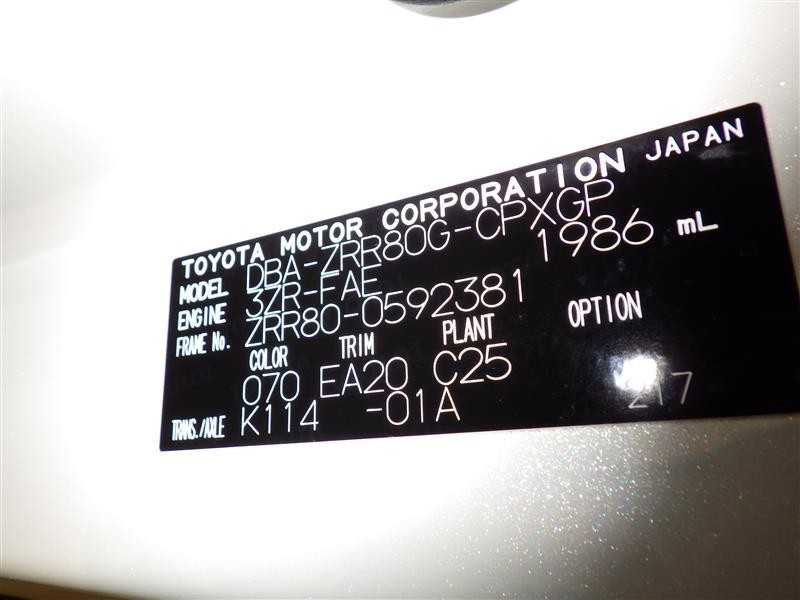 TOYOTA MOTOR CORPORATION JAPAN
MODEL DBA-ZRR80G-CPXGP
ENGINE 3ZR-FAE 1986 mL
FRAME No. ZRR80-0592381
COLOR TRIM PLANT OPTION
070 EA20 C25
TRANS./AXLE K114 -01A 217